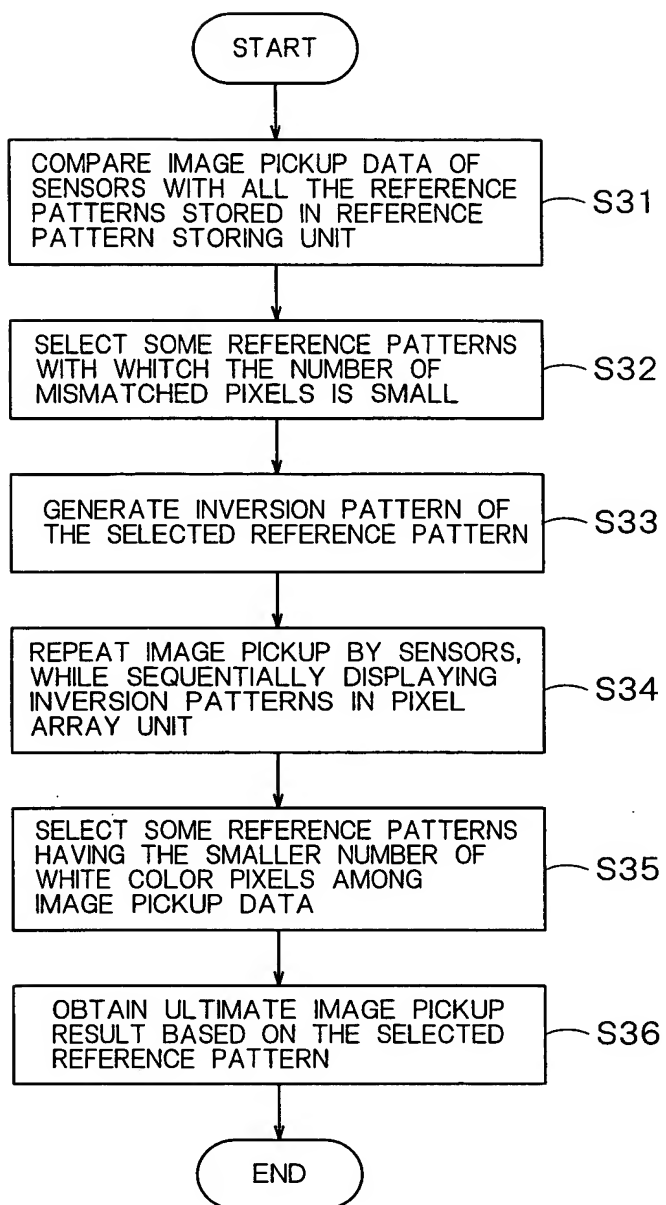 START
COMPARE IMAGE PICKUP DATA OF
SENSORS WITH ALL THE REFERENCE
PATTERNS STORED IN REFERENCE
PATTERN STORING UNIT
S31
SELECT SOME REFERENCE PATTERNS
WITH WHITCH THE NUMBER OF
MISMATCHED PIXELS IS SMALL
S32
GENERATE INVERSION PATTERN OF
THE SELECTED REFERENCE PATTERN
S33
REPEAT IMAGE PICKUP BY SENSORS,
WHILE SEQUENTIALLY DISPLAYING
INVERSION PATTERNS IN PIXEL
ARRAY UNIT
S34
SELECT SOME REFERENCE PATTERNS
HAVING THE SMALLER NUMBER OF
WHITE COLOR PIXELS AMONG
IMAGE PICKUP DATA
S35
OBTAIN ULTIMATE IMAGE PICKUP
RESULT BASED ON THE SELECTED
REFERENCE PATTERN
S36
END